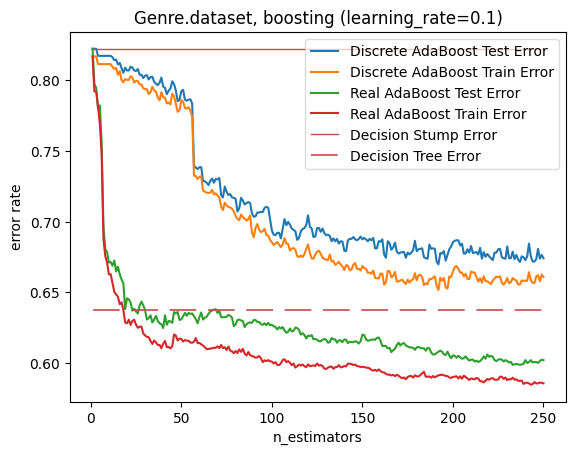 Genre.dataset, boosting (learning_rate=0.1)
Discrete AdaBoost Test Error
Discrete AdaBoost Train Error
Real AdaBoost Test Error
Real AdaBoost Train Error
Decision Stump Error
Decision Tree Error
error rate
0.80
0.75
0.70
0.65
0.60
0 50 100 150 200 250
n_estimators